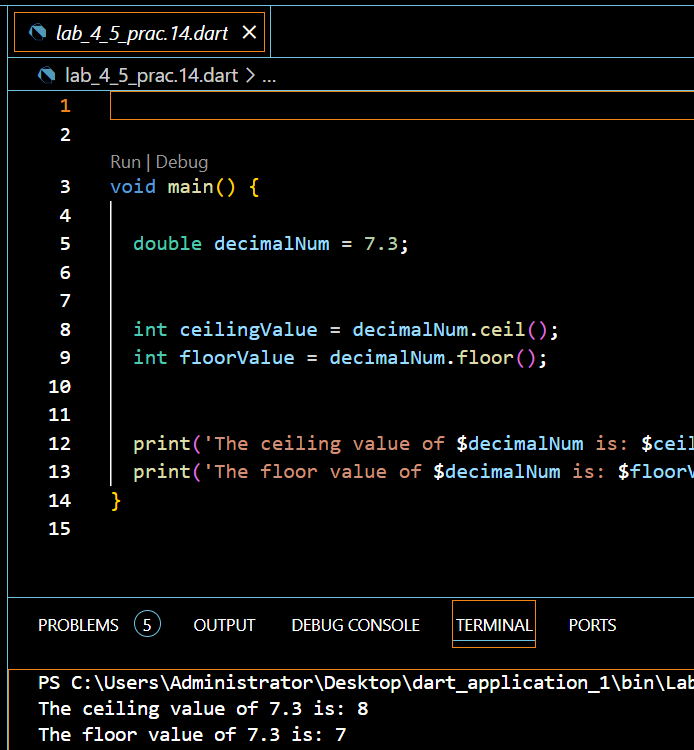 lab_4_5_prac.14.dart ×
lab_4_5_prac.14.dart > ...
1
2
Run | Debug
3 void main() {
4
5 double decimalNum = 7.3;
6
7
8 int ceilingValue = decimalNum.ceil();
9 int floorValue = decimalNum.floor();
10
11
12 print('The ceiling value of $decimalNum is: $ceil
13 print('The floor value of $decimalNum is: $floorV
14 }
15
PROBLEMS 5 OUTPUT DEBUG CONSOLE TERMINAL PORTS
PS C:\Users\Administrator\Desktop\dart_application_1\bin\Lab
The ceiling value of 7.3 is: 8
The floor value of 7.3 is: 7